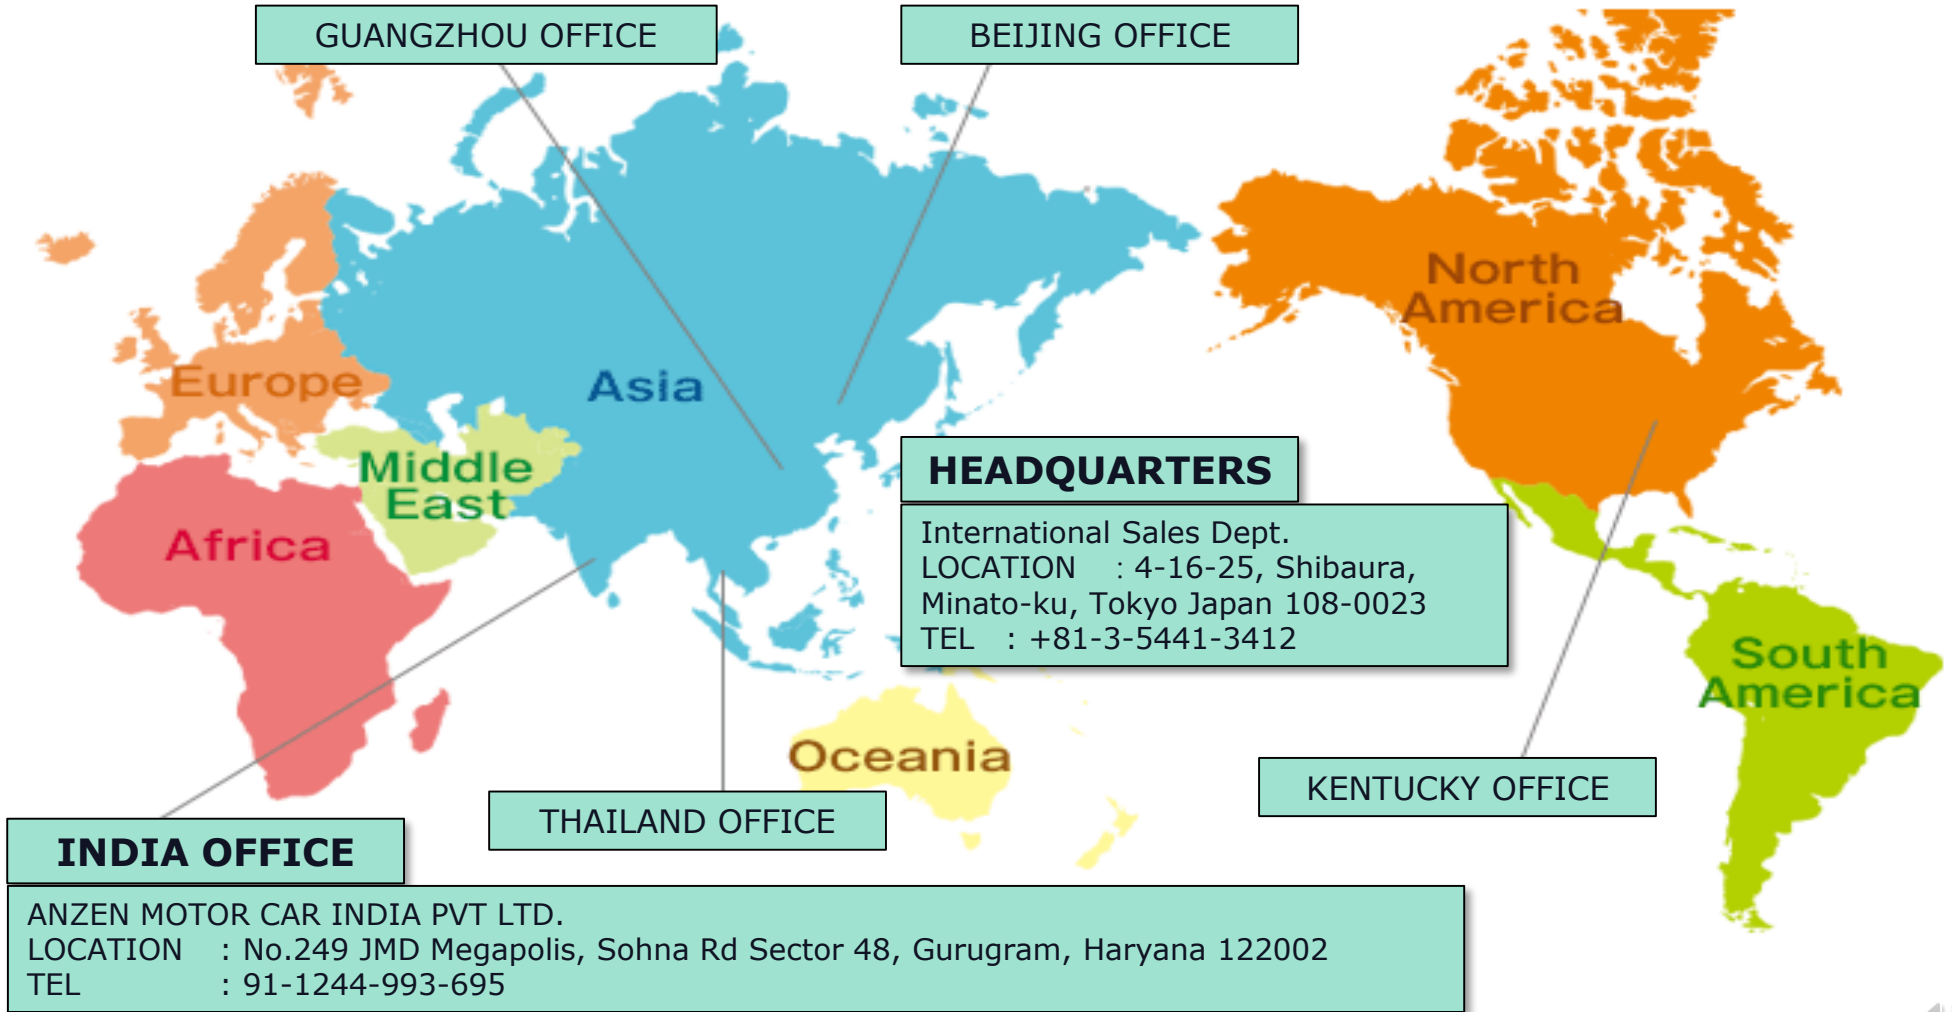 GUANGZHOU OFFICE
BEIJING OFFICE
North
America
Europe
Asia
Middle
East
Africa
HEADQUARTERS
International Sales Dept.
LOCATION : 4-16-25, Shibaura,
Minato-ku, Tokyo Japan 108-0023
TEL : +81-3-5441-3412
South
America
Oceania
KENTUCKY OFFICE
THAILAND OFFICE
INDIA OFFICE
ANZEN MOTOR CAR INDIA PVT LTD.
LOCATION : No.249 JMD Megapolis, Sohna Rd Sector 48, Gurugram, Haryana 122002
TEL : 91-1244-993-695